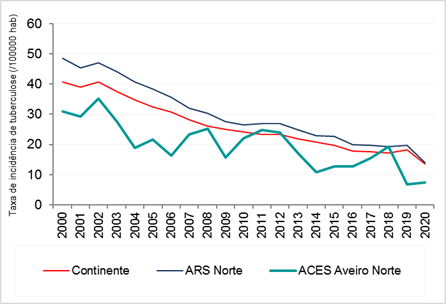 Taxa de incidência de tuberculose (/100000 hab)
60
50
40
30
20
10
0
2000 2001 2002 2003 2004 2005 2006 2007 2008 2009 2010 2011 2012 2013 2014 2015 2016 2017 2018 2019 2020
Continente ARS Norte ACES Aveiro Norte